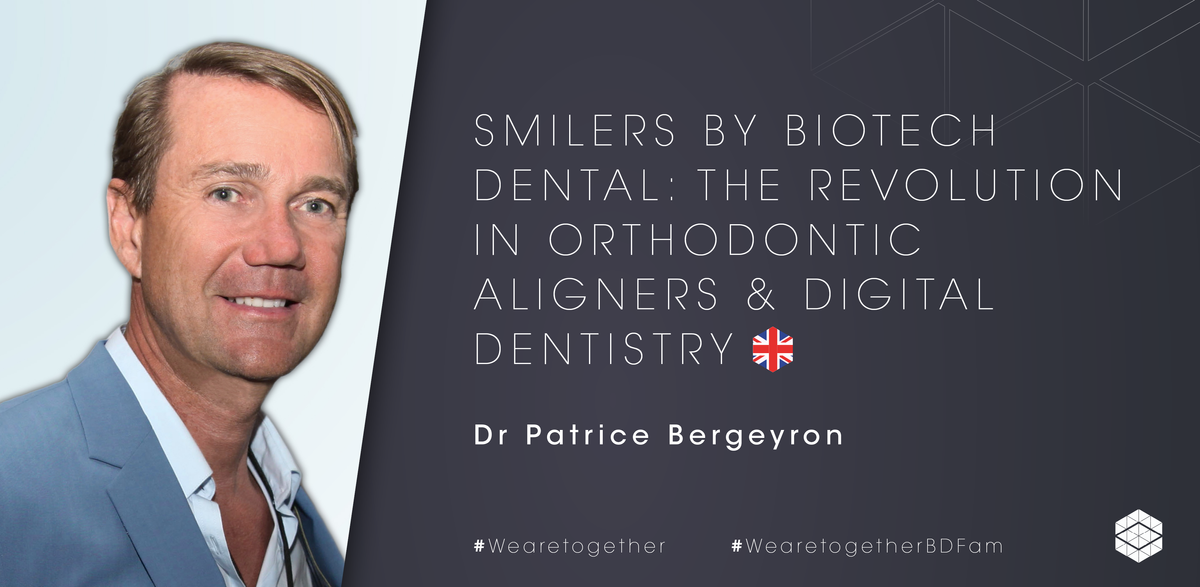 SMILERS BY BIOTECH
DENTAL: THE REVOLUTION
IN ORTHODONTIC
ALIGNERS & DIGITAL
DENTISTRY
Dr Patrice Bergeyron
#Wearetogether #WearetogetherBDFam